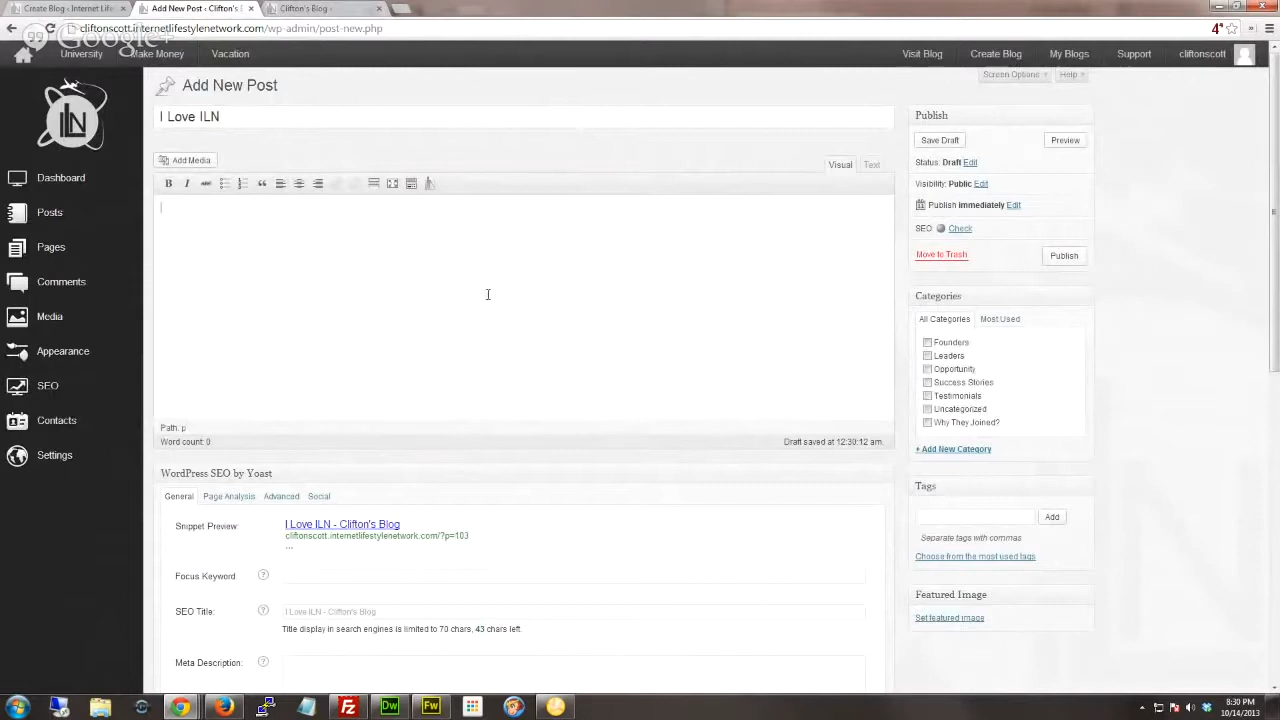 Create Blog - Internet Life
Add New Post ‹ Clifton's B
Clifton's Blog -
cliftonscott.internetlifestylenetwork.com/wp-admin/post-new.php
Google+
University
Make Money
Vacation
Visit Blog
Create Blog
My Blogs
Support
cliftonscott
Add New Post
Screen Options
Help
ILN
I Love ILN
Add Media
Visual
Text
B
I
ABC
Dashboard
Posts
Pages
Comments
Media
Appearance
SEO
Contacts
Settings
Path: p
Word count: 0
Draft saved at 12:30:12 am.
WordPress SEO by Yoast
General
Page Analysis
Advanced
Social
Snippet Preview:
I Love ILN - Clifton's Blog
cliftonscott.internetlifestylenetwork.com/?p=103
...
Focus Keyword
SEO Title:
I Love ILN - Clifton's Blog
Title display in search engines is limited to 70 chars, 43 chars left.
Meta Description:
Publish
Save Draft
Preview
Status: Draft Edit
Visibility: Public Edit
Publish immediately Edit
SEO: Check
Move to Trash
Publish
Categories
All Categories
Most Used
Founders
Leaders
Opportunity
Success Stories
Testimonials
Uncategorized
Why They Joined?
+ Add New Category
Tags
Add
Separate tags with commas
Choose from the most used tags
Featured Image
Set featured image
Fz
Dw
Fw
8:30 PM
10/14/2013